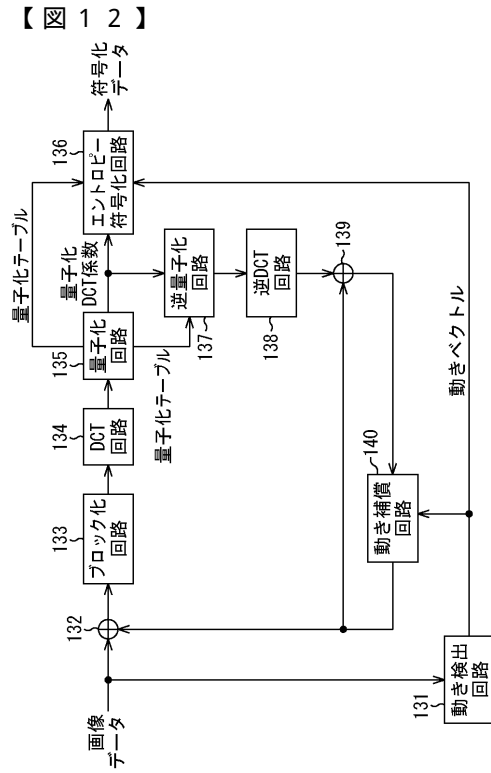 【図１２】
画像
データ
132
133
ブロック化
回路
134
DCT
回路
135
量子化
回路
量子化テーブル
量子化
DCT係数
136
エントロピー
符号化回路
符号化
データ
量子化テーブル
137
逆量子化
回路
138
逆DCT
回路
139
140
動き補償
回路
131
動き検出
回路
動きベクトル